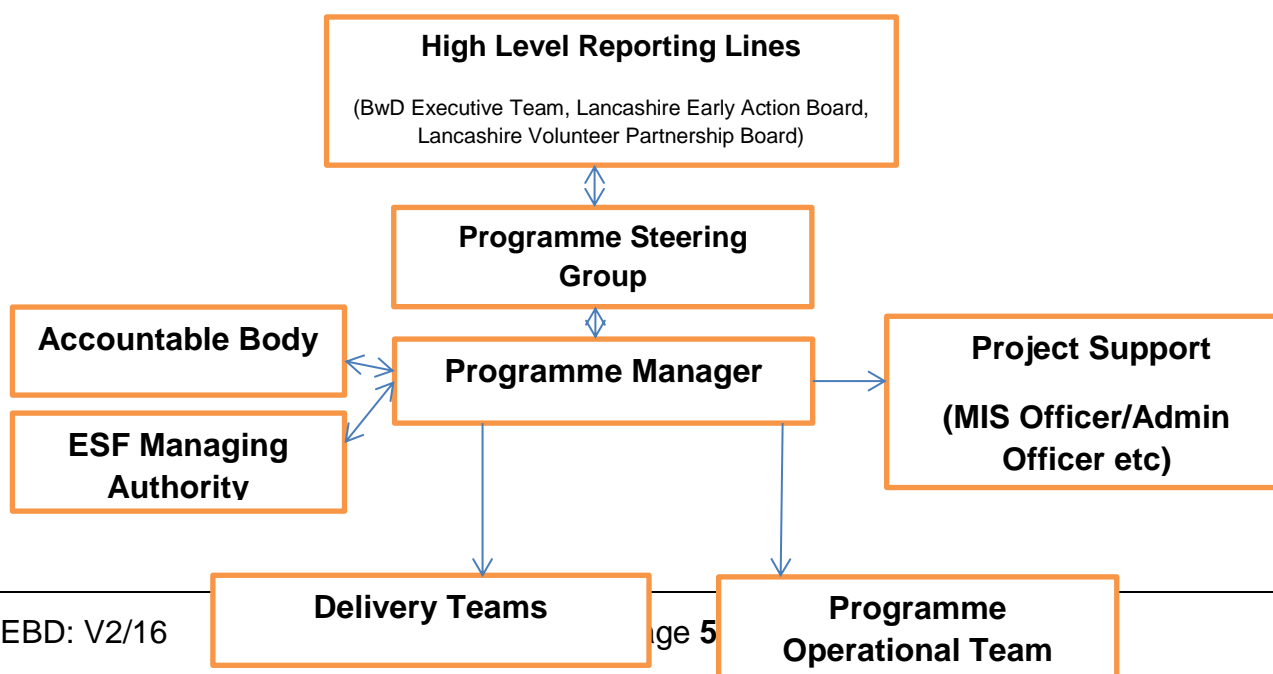 High Level Reporting Lines
(BwD Executive Team, Lancashire Early Action Board,
Lancashire Volunteer Partnership Board)
Programme Steering
Group
Accountable Body
Programme Manager
Project Support
(MIS Officer/Admin
Officer etc)
ESF Managing
Authority
Delivery Teams
Programme
Operational Team
EBD: V2/16
age 5